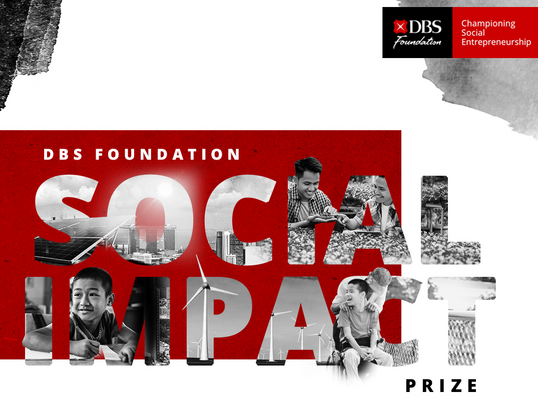 DBS
Foundation
Championing
Social
Entrepreneurship
DBS FOUNDATION
SOCIAL
IMPACT
PRIZE